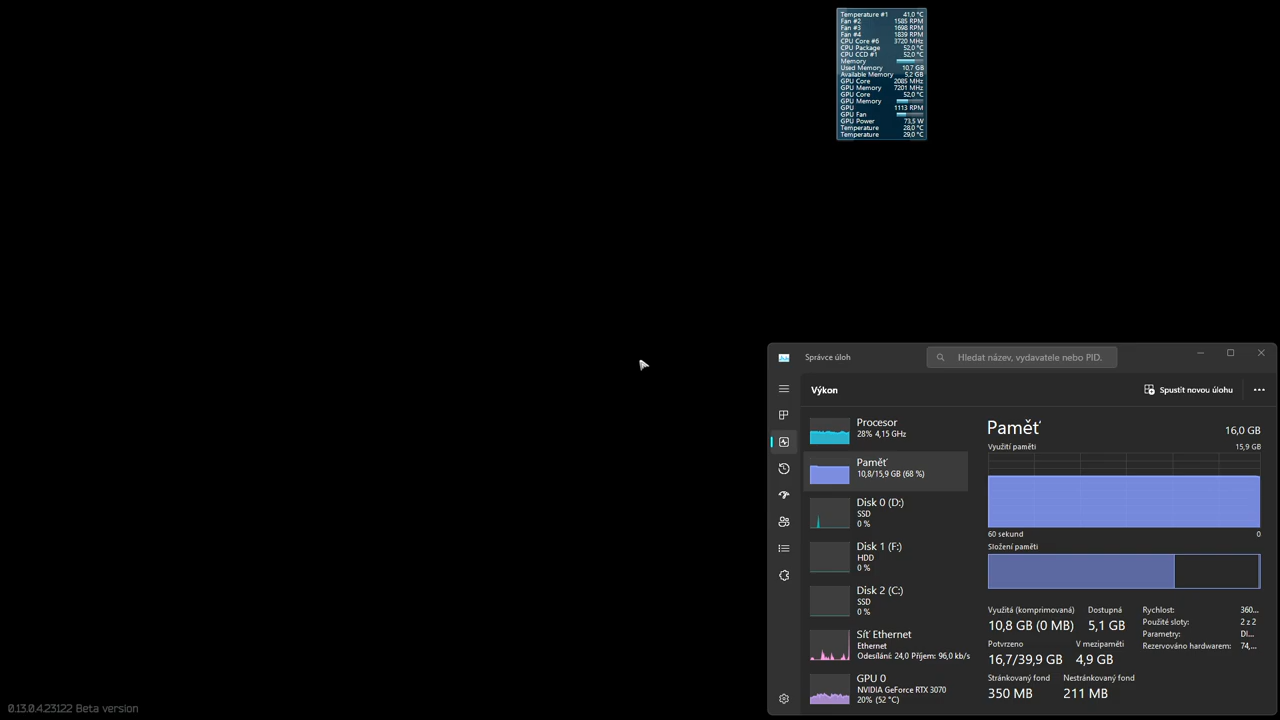 Temperature #1 41,0 °C
Fan #2 1585 RPM
Fan #3 1698 RPM
Fan #4 1839 RPM
CPU Core #6 3720 MHz
CPU Package 52,0 °C
CPU CCD #1 52,0 °C
Memory
Used Memory 10,7 GB
Available Memory 5,2 GB
GPU Core 2085 MHz
GPU Memory 7201 MHz
GPU Core 52,0 °C
GPU Memory
GPU 1113 RPM
GPU Fan
GPU Power 73,5 W
Temperature 28,0 °C
Temperature 29,0 °C
Správce úloh
Hledat název, vydavatele nebo PID.
Výkon
Spustit novou úlohu
Procesor
28% 4,15 GHz
Paměť
10,8/15,9 GB (68 %)
Disk 0 (D:)
SSD
0 %
Disk 1 (F:)
HDD
0 %
Disk 2 (C:)
SSD
0 %
Síť Ethernet
Ethernet
Odesílání: 24,0 Příjem: 96,0 kb/s
GPU 0
NVIDIA GeForce RTX 3070
20% (52 °C)
Paměť 16,0 GB
Využití paměti 15,9 GB
60 sekund 0
Složení paměti
Využitá (komprimovaná) Dostupná
10,8 GB (0 MB) 5,1 GB
Potvrzeno V mezipaměti
16,7/39,9 GB 4,9 GB
Stránkovaný fond Nestránkovaný fond
350 MB 211 MB
Rychlost: 360...
Použité sloty: 2 z 2
Parametry: DI...
Rezervováno hardwarem: 74,...
0.13.0.4.23122 Beta version